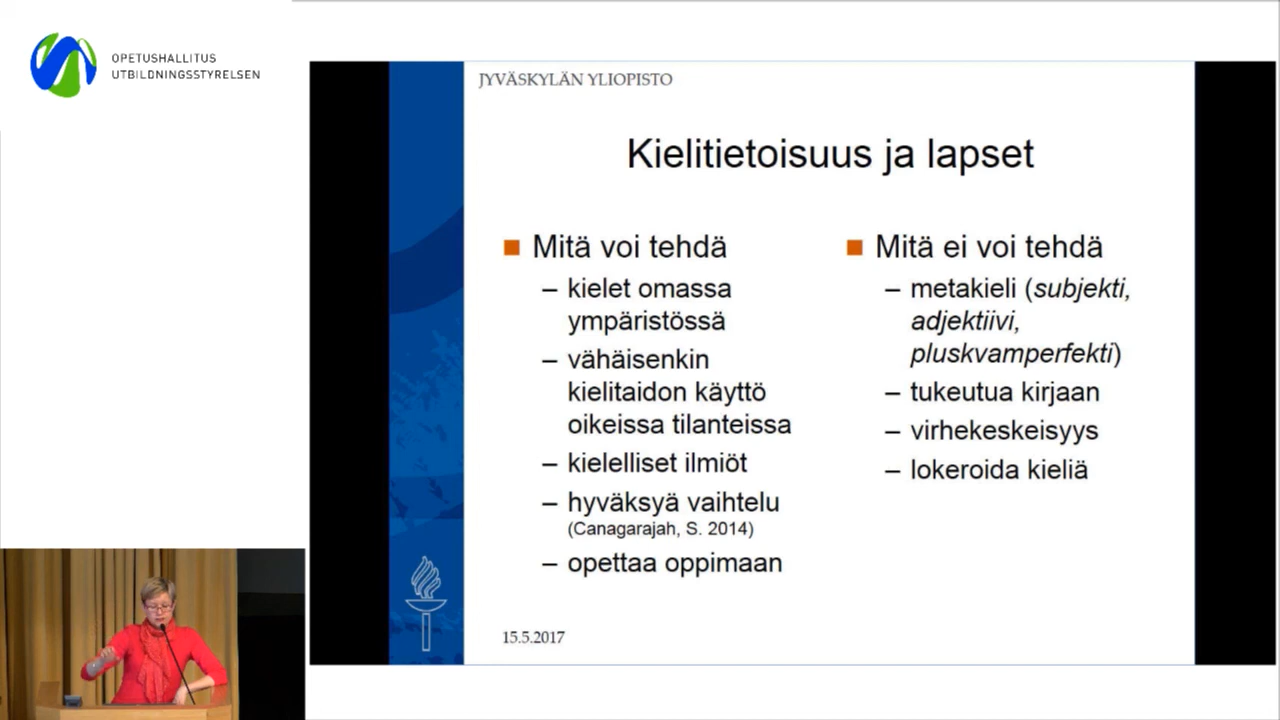 OPETUSHALLITUS
UTBILDNINGSSTYRELSEN
JYVÄSKYLÄN YLIOPISTO
Kielitietoisuus ja lapset
Mitä voi tehdä
– kielet omassa
ympäristössä
– vähäisenkin
kielitaidon käyttö
oikeissa tilanteissa
– kielelliset ilmiöt
– hyväksyä vaihtelu
(Canagarajah, S. 2014)
– opettaa oppimaan
Mitä ei voi tehdä
– metakieli (subjekti,
adjektiivi,
pluskvamperfekti)
– tukeutua kirjaan
– virhekeskeisyys
– lokeroida kieliä
15.5.2017